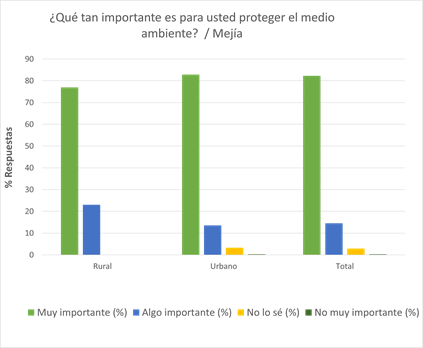 ¿Qué tan importante es para usted proteger el medio
ambiente? / Mejía
90
80
70
60
50
40
30
20
10
0
% Respuestas
Rural Urbano Total
Muy importante (%) Algo importante (%) No lo sé (%) No muy importante (%)